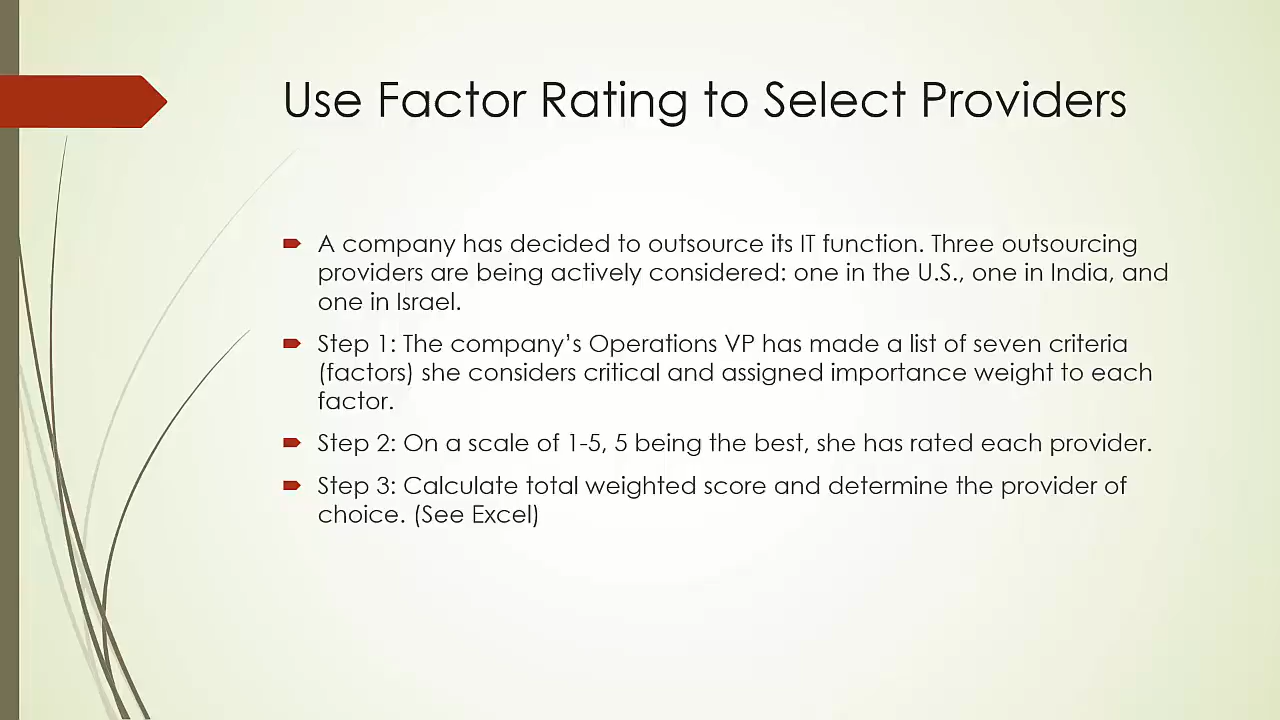 Use Factor Rating to Select Providers
A company has decided to outsource its IT function. Three outsourcing
providers are being actively considered: one in the U.S., one in India, and
one in Israel.
Step 1: The company’s Operations VP has made a list of seven criteria
(factors) she considers critical and assigned importance weight to each
factor.
Step 2: On a scale of 1-5, 5 being the best, she has rated each provider.
Step 3: Calculate total weighted score and determine the provider of
choice. (See Excel)